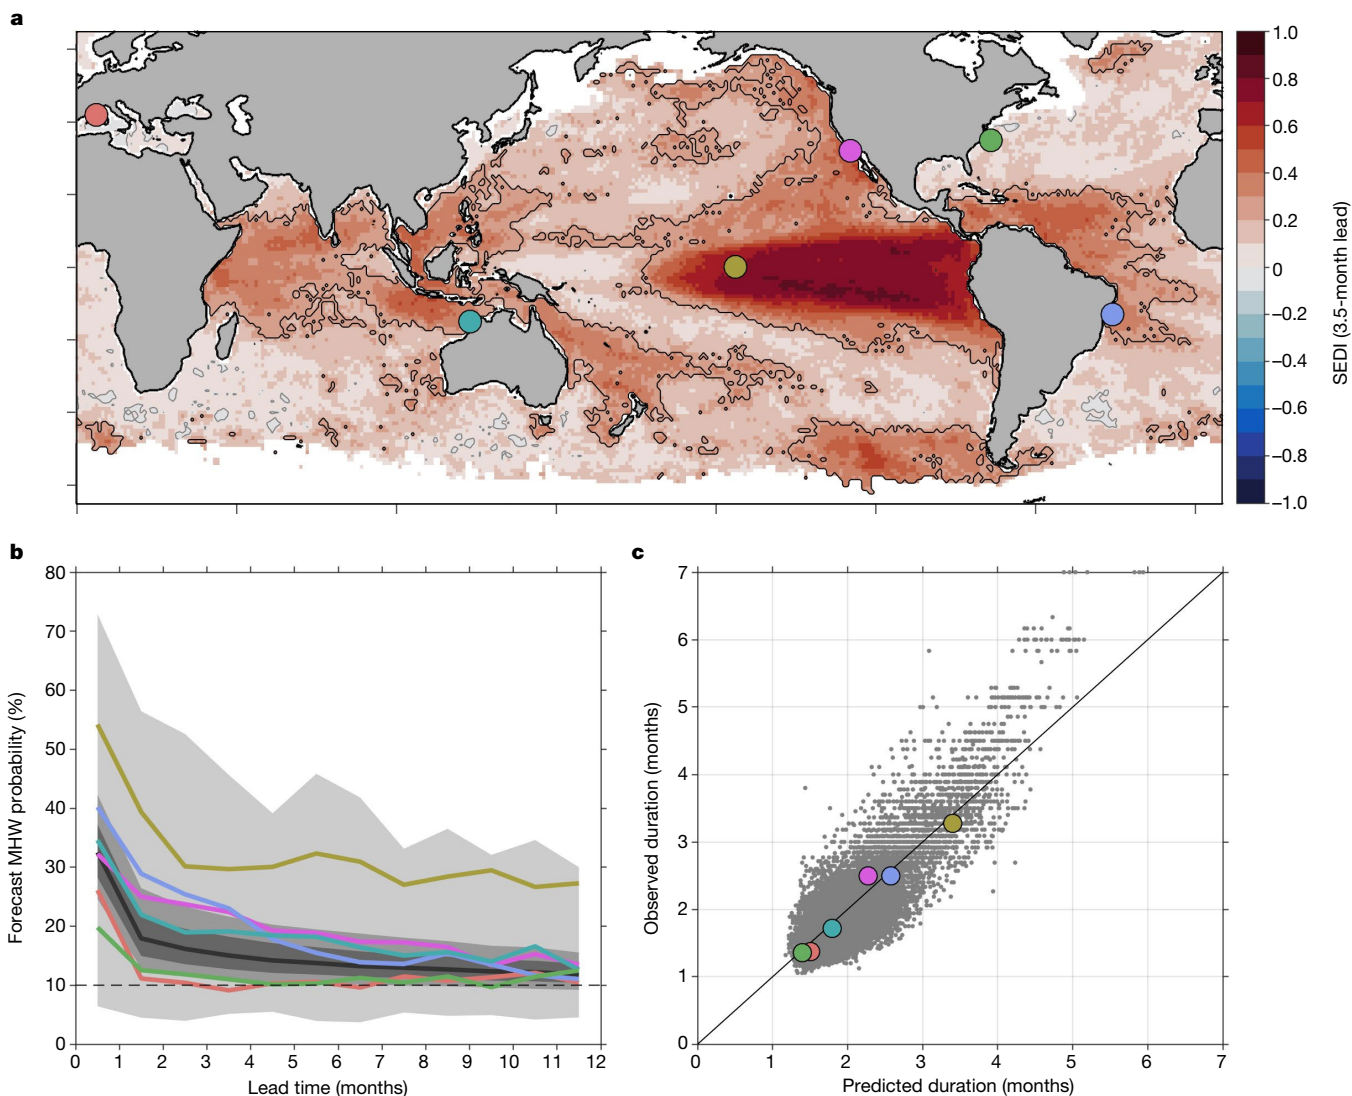 a
1.0
0.8
0.6
0.4
0.2
0
−0.2
−0.4
−0.6
−0.8
−1.0
SEDI (3.5-month lead)
b
80
70
60
50
40
30
20
10
0
Forecast MHW probability (%)
0 1 2 3 4 5 6 7 8 9 10 11 12
Lead time (months)
c
7
6
5
4
3
2
1
0
Observed duration (months)
0 1 2 3 4 5 6 7
Predicted duration (months)